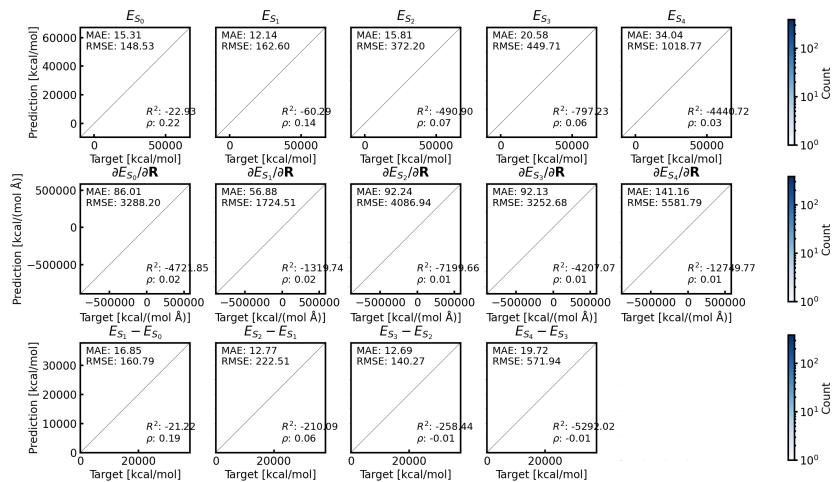 E_{S_0} E_{S_1} E_{S_2} E_{S_3} E_{S_4}
MAE: 15.31 MAE: 12.14 MAE: 15.81 MAE: 20.58 MAE: 34.04
RMSE: 148.53 RMSE: 162.60 RMSE: 372.20 RMSE: 449.71 RMSE: 1018.77
R²: -22.93 R²: -60.29 R²: -490.90 R²: -797.23 R²: -4440.72
ρ: 0.22 ρ: 0.14 ρ: 0.07 ρ: 0.06 ρ: 0.03
Prediction [kcal/mol]
60000
40000
20000
0
0 50000 0 50000 0 50000 0 50000 0 50000
Target [kcal/mol] Target [kcal/mol] Target [kcal/mol] Target [kcal/mol] Target [kcal/mol]
10²
10¹
10⁰
Count
∂E_{S_0}/∂R ∂E_{S_1}/∂R ∂E_{S_2}/∂R ∂E_{S_3}/∂R ∂E_{S_4}/∂R
MAE: 86.01 MAE: 56.88 MAE: 92.24 MAE: 92.13 MAE: 141.16
RMSE: 3288.20 RMSE: 1724.51 RMSE: 4086.94 RMSE: 3252.68 RMSE: 5581.79
R²: -4721.85 R²: -1319.74 R²: -7199.66 R²: -4207.07 R²: -12749.77
ρ: 0.02 ρ: 0.02 ρ: 0.01 ρ: 0.01 ρ: 0.01
Prediction [kcal/(mol Å)]
500000
0
−500000
−500000 0 500000 −500000 0 500000 −500000 0 500000 −500000 0 500000 −500000 0 500000
Target [kcal/(mol Å)] Target [kcal/(mol Å)] Target [kcal/(mol Å)] Target [kcal/(mol Å)] Target [kcal/(mol Å)]
10²
10¹
10⁰
Count
E_{S_1} − E_{S_0} E_{S_2} − E_{S_1} E_{S_3} − E_{S_2} E_{S_4} − E_{S_3}
MAE: 16.85 MAE: 12.77 MAE: 12.69 MAE: 19.72
RMSE: 160.79 RMSE: 222.51 RMSE: 140.27 RMSE: 571.94
R²: -21.22 R²: -210.09 R²: -258.44 R²: -5292.02
ρ: 0.19 ρ: 0.06 ρ: -0.01 ρ: -0.01
Prediction [kcal/mol]
30000
20000
10000
0
20000 20000 20000 20000
Target [kcal/mol] Target [kcal/mol] Target [kcal/mol] Target [kcal/mol]
10²
10¹
10⁰
Count